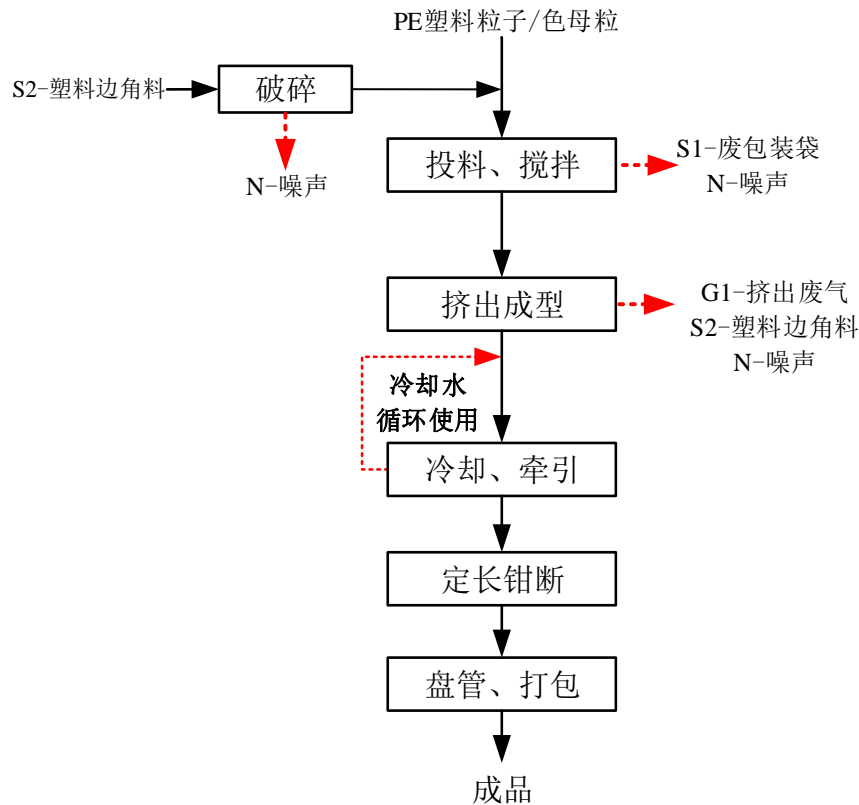 PE塑料粒子/色母粒
S2-塑料边角料
破碎
N-噪声
投料、搅拌
S1-废包装袋
N-噪声
挤出成型
G1-挤出废气
S2-塑料边角料
N-噪声
冷却水
循环使用
冷却、牵引
定长钳断
盘管、打包
成品